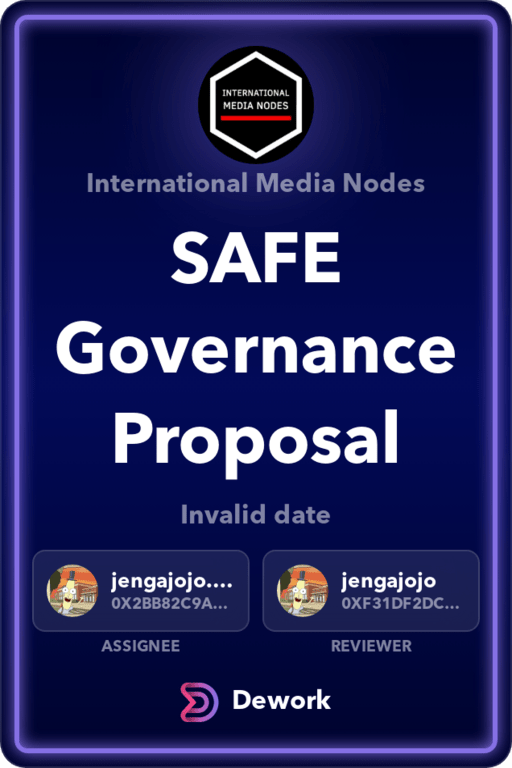 INTERNATIONAL
MEDIA NODES
International Media Nodes
SAFE
Governance
Proposal
Invalid date
jengajojo....
0X2BB82C9A...
ASSIGNEE
jengajojo
0XF31DF2DC...
REVIEWER
Dework